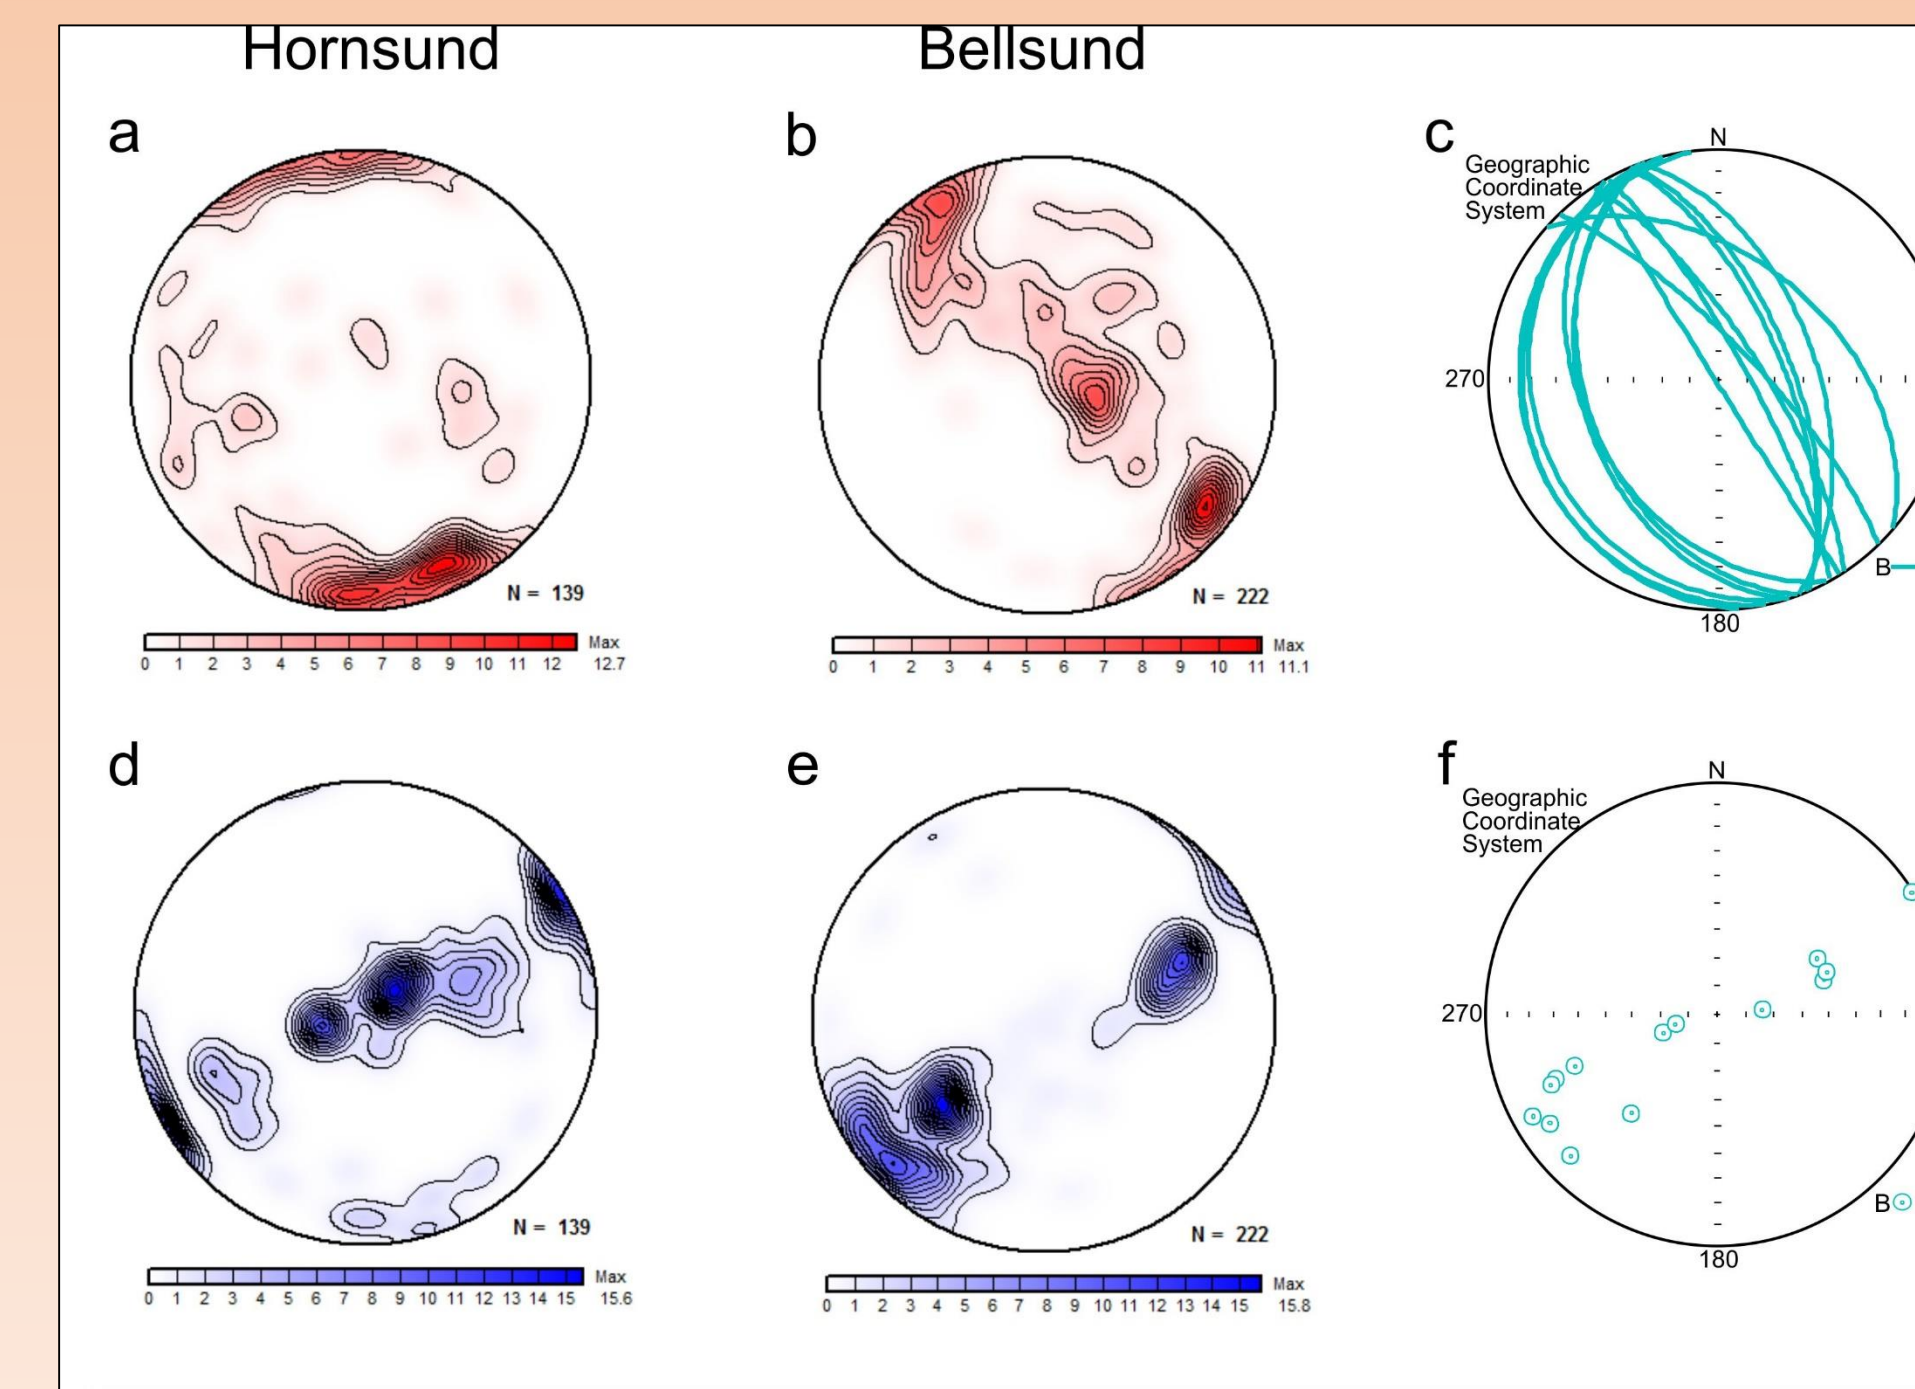 Hornsund
Bellsund
a
N = 139
0 1 2 3 4 5 6 7 8 9 10 11 12
Max
12.7
b
N = 222
0 1 2 3 4 5 6 7 8 9 10 11
Max
11.1
c
Geographic
Coordinate
System
N
270
180
B
d
N = 139
0 1 2 3 4 5 6 7 8 9 10 11 12 13 14 15
Max
15.6
e
N = 222
0 1 2 3 4 5 6 7 8 9 10 11 12 13 14 15
Max
15.8
f
Geographic
Coordinate
System
N
270
180
B